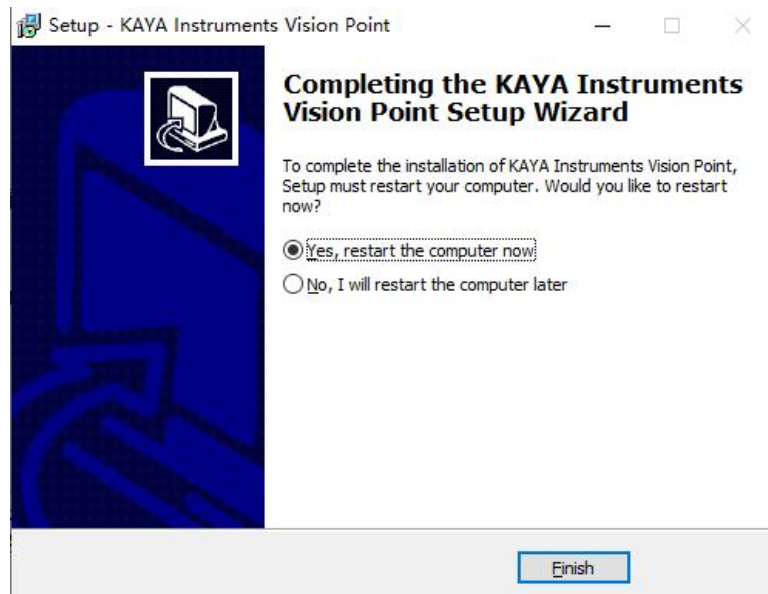 Setup - KAYA Instruments Vision Point
Completing the KAYA Instruments
Vision Point Setup Wizard
To complete the installation of KAYA Instruments Vision Point,
Setup must restart your computer. Would you like to restart
now?
Yes, restart the computer now
No, I will restart the computer later
Finish